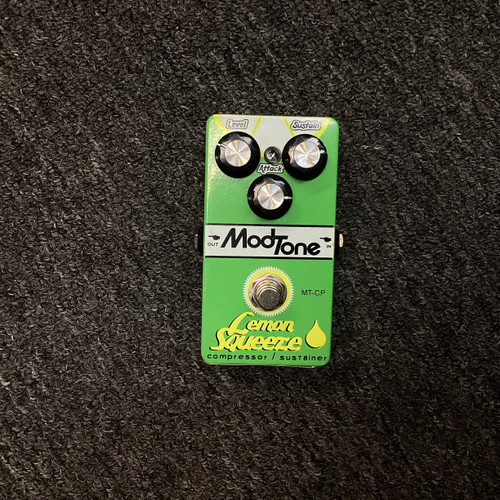 Level Sustain
Attack
OUT ModTone IN
MT-CP
Lemon
Squeeze
compressor / sustainer